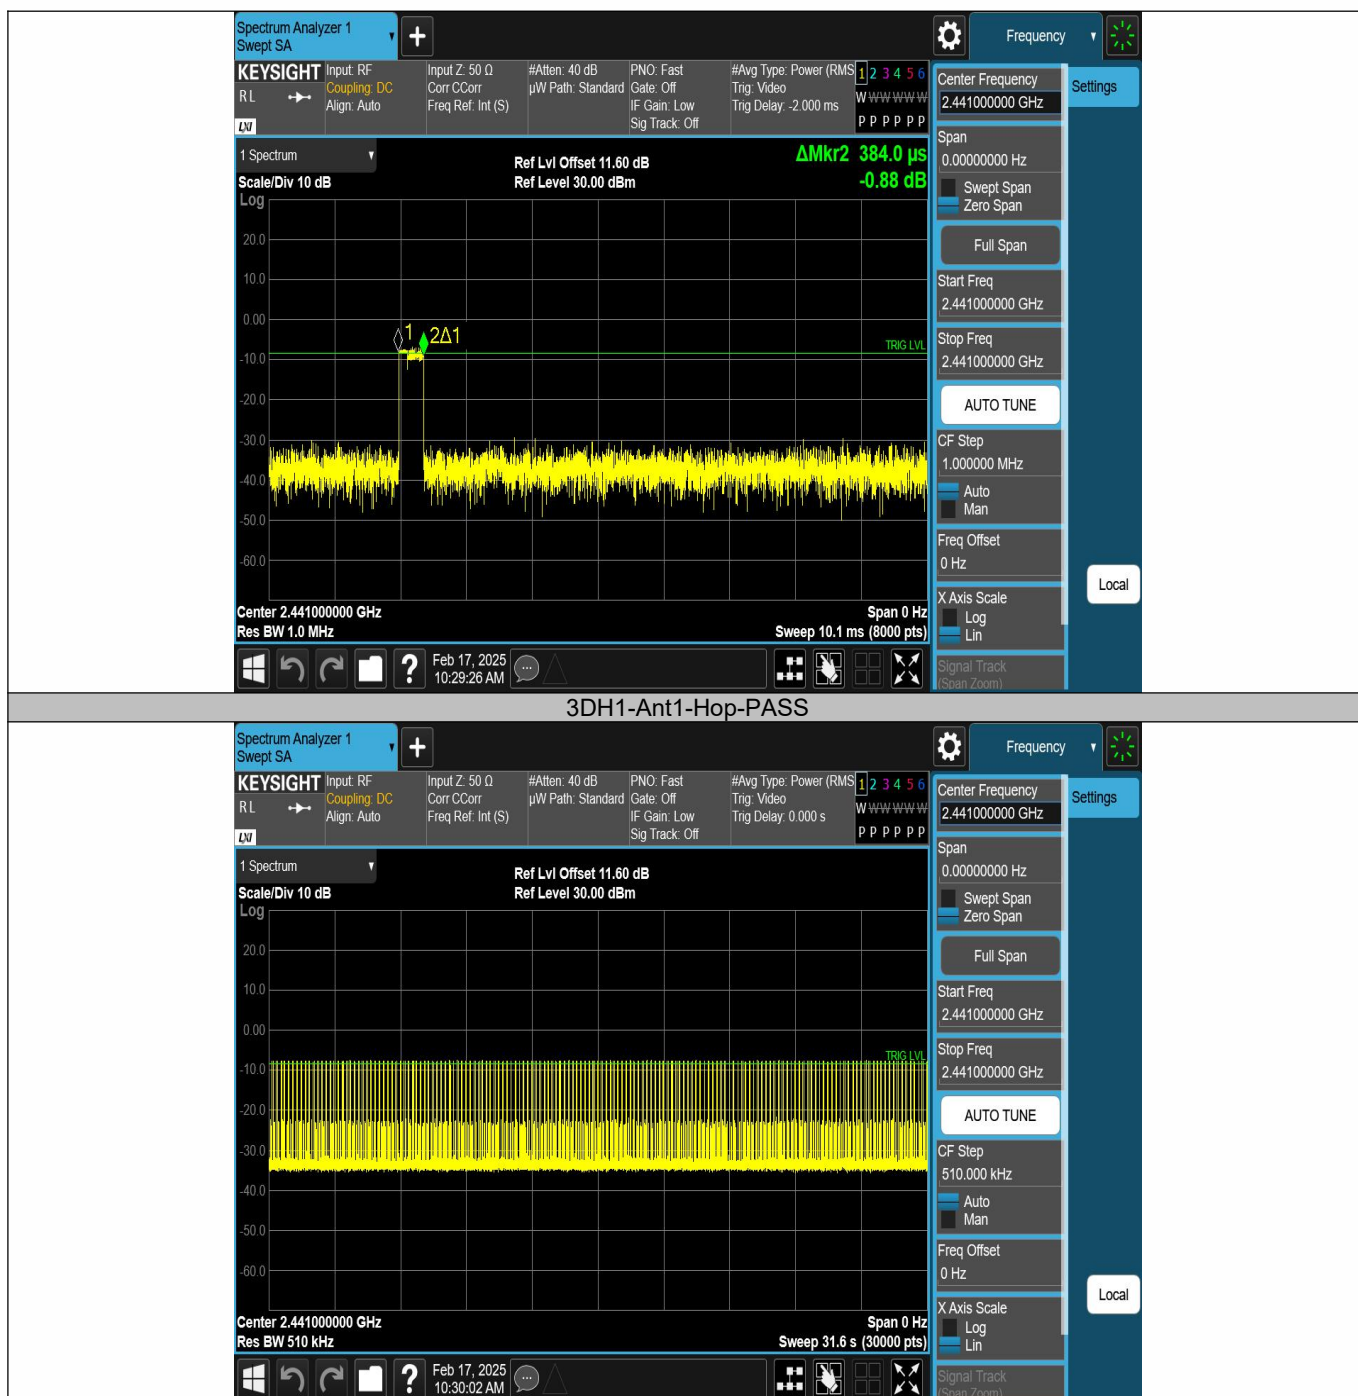 Spectrum Analyzer 1
Swept SA
+
Frequency
KEYSIGHT
RL
LXI
Input: RF
Coupling: DC
Align: Auto
Input Z: 50 Ω
Corr CCorr
Freq Ref: Int (S)
#Atten: 40 dB
µW Path: Standard
PNO: Fast
Gate: Off
IF Gain: Low
Sig Track: Off
#Avg Type: Power (RMS
Trig: Video
Trig Delay: -2.000 ms
1 2 3 4 5 6
W W W W W W
P P P P P P
Center Frequency
2.441000000 GHz
Settings
1 Spectrum
Scale/Div 10 dB
Log
Ref Lvl Offset 11.60 dB
Ref Level 30.00 dBm
ΔMkr2 384.0 µs
-0.88 dB
20.0
10.0
0.00
-10.0
-20.0
-30.0
-40.0
-50.0
-60.0
1
2Δ1
TRIG LVL
Span
0.00000000 Hz
Swept Span
Zero Span
Full Span
Start Freq
2.441000000 GHz
Stop Freq
2.441000000 GHz
AUTO TUNE
CF Step
1.000000 MHz
Auto
Man
Freq Offset
0 Hz
X Axis Scale
Log
Lin
Signal Track
(Span Zoom)
Local
Center 2.441000000 GHz
Res BW 1.0 MHz
Span 0 Hz
Sweep 10.1 ms (8000 pts)
?
Feb 17, 2025
10:29:26 AM
3DH1-Ant1-Hop-PASS
Spectrum Analyzer 1
Swept SA
+
Frequency
KEYSIGHT
RL
LXI
Input: RF
Coupling: DC
Align: Auto
Input Z: 50 Ω
Corr CCorr
Freq Ref: Int (S)
#Atten: 40 dB
µW Path: Standard
PNO: Fast
Gate: Off
IF Gain: Low
Sig Track: Off
#Avg Type: Power (RMS
Trig: Video
Trig Delay: 0.000 s
1 2 3 4 5 6
W W W W W W
P P P P P P
Center Frequency
2.441000000 GHz
Settings
1 Spectrum
Scale/Div 10 dB
Log
Ref Lvl Offset 11.60 dB
Ref Level 30.00 dBm
20.0
10.0
0.00
-10.0
-20.0
-30.0
-40.0
-50.0
-60.0
TRIG LVL
Span
0.00000000 Hz
Swept Span
Zero Span
Full Span
Start Freq
2.441000000 GHz
Stop Freq
2.441000000 GHz
AUTO TUNE
CF Step
510.000 kHz
Auto
Man
Freq Offset
0 Hz
X Axis Scale
Log
Lin
Signal Track
(Span Zoom)
Local
Center 2.441000000 GHz
Res BW 510 kHz
Span 0 Hz
Sweep 31.6 s (30000 pts)
?
Feb 17, 2025
10:30:02 AM